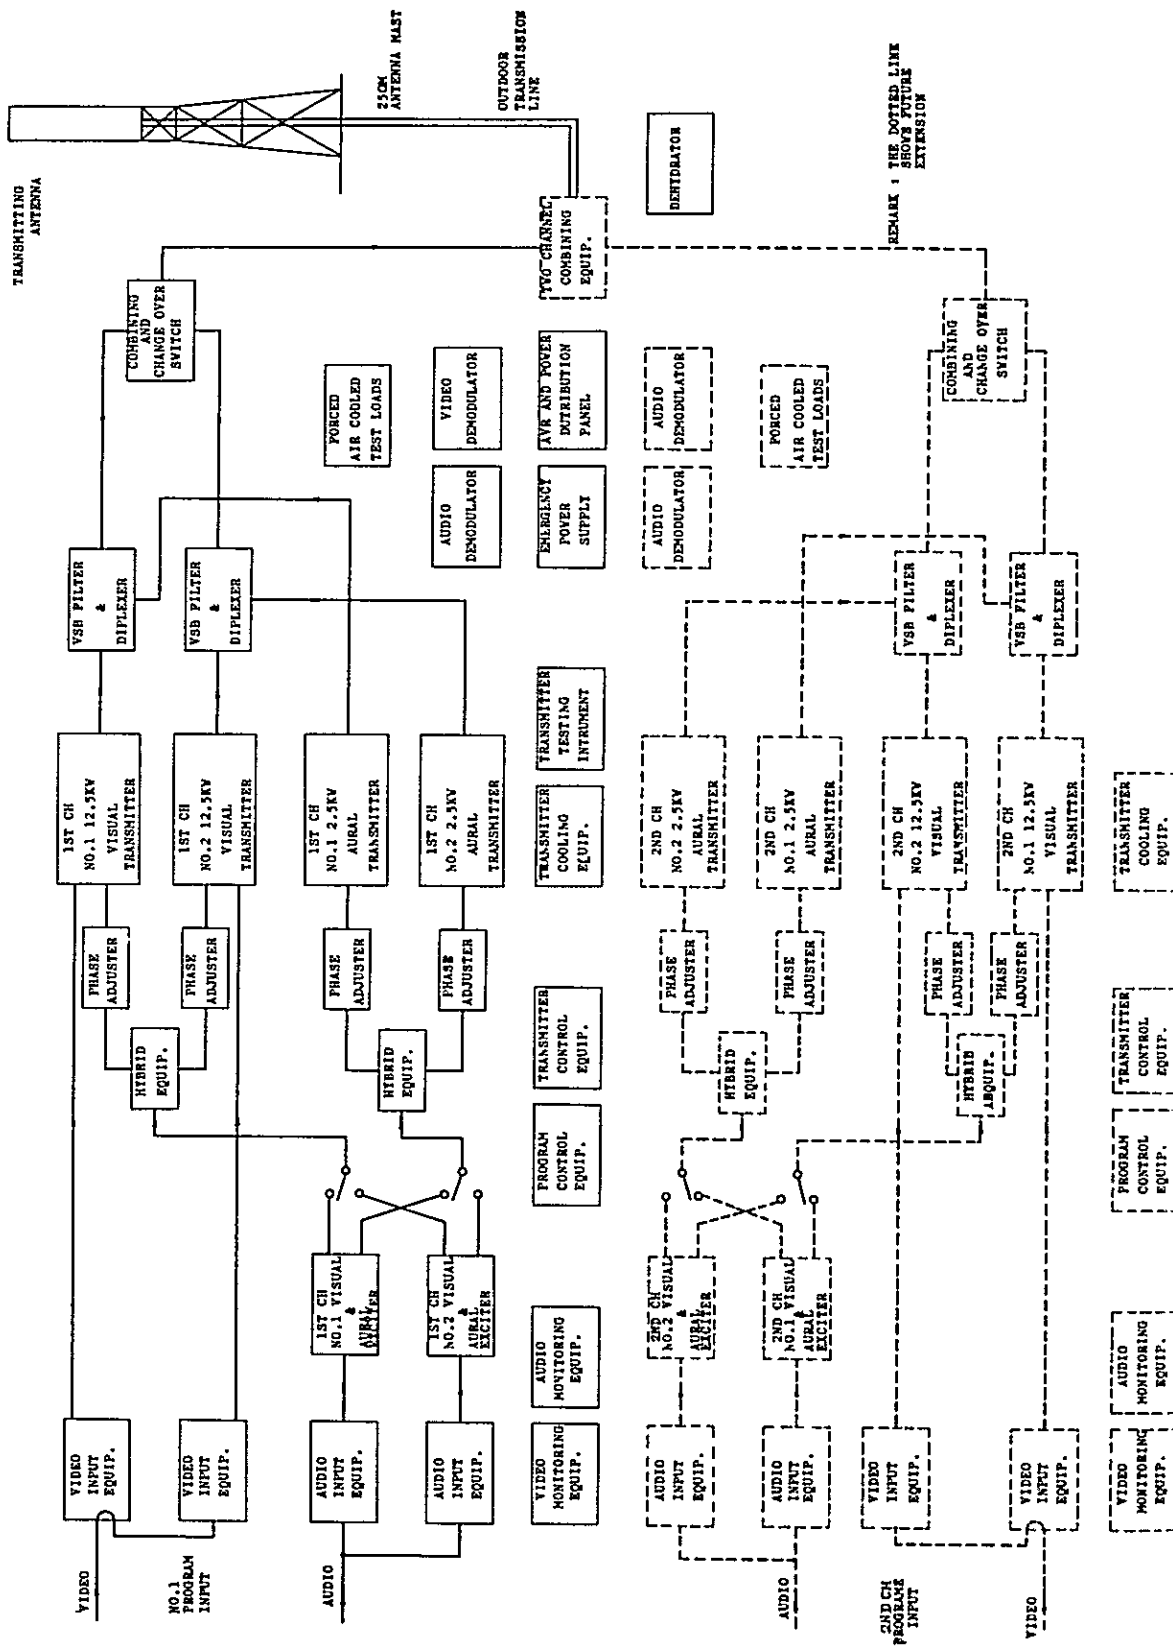 TRANSMITTING
ANTENNA
250M
ANTENNA MAST
OUTDOOR
TRANSMISSION
LINE
COMBINING
AND
CHANGE OVER
SWITCH
TWO CHANNEL
COMBINING
EQUIP.
DEHYDRATOR
REMARK : THE DOTTED LINK
SHOWS FUTURE
EXTENSION
VSB FILTER
&
DIPLEXER
VSB FILTER
&
DIPLEXER
PORCED
AIR COOLED
TEST LOADS
VIDEO
DEMODULATOR
AVR AND POWER
DUTRIBUTION
PANEL
AUDIO
DEMODULATOR
PORCED
AIR COOLED
TEST LOADS
COMBINING
AND
CHANGE OVER
SWITCH
AUDIO
DEMODULATOR
EMERGENCY
POWER
SUPPLY
AUDIO
DEMODULATOR
VSB FILTER
&
DIPLEXER
VSB FILTER
&
DIPLEXER
1ST CH
NO.1 12.5KW
VISUAL
TRANSMITTER
1ST CH
NO.2 12.5KW
VISUAL
TRANSMITTER
1ST CH
NO.1 2.5KW
AURAL
TRANSMITTER
1ST CH
NO.2 2.5KW
AURAL
TRANSMITTER
TRANSMITTER
TESTING
INTRUMENT
TRANSMITTER
COOLING
EQUIP.
2ND CH
NO.2 2.5KW
AURAL
TRANSMITTER
2ND CH
NO.1 2.5KW
AURAL
TRANSMITTER
2ND CH
NO.2 12.5KW
VISUAL
TRANSMITTER
2ND CH
NO.1 12.5KW
VISUAL
TRANSMITTER
TRANSMITTER
COOLING
EQUIP.
PHASE
ADJUSTER
PHASE
ADJUSTER
PHASE
ADJUSTER
PHASE
ADJUSTER
PHASE
ADJUSTER
PHASE
ADJUSTER
PHASE
ADJUSTER
PHASE
ADJUSTER
HYBRID
EQUIP.
HYBRID
EQUIP.
TRANSMITTER
CONTROL
EQUIP.
HYBRID
EQUIP.
HYBRID
ABQUIP.
TRANSMITTER
CONTROL
EQUIP.
PROGRAM
CONTROL
EQUIP.
PROGRAM
CONTROL
EQUIP.
1ST CH
NO.1 VISUAL
&
AURAL
EXCITER
1ST CH
NO.2 VISUAL
&
AURAL
EXCITER
2ND CH
NO.2 VISUAL
&
AURAL
EXCITER
2ND CH
NO.1 VISUAL
&
AURAL
EXCITER
AUDIO
MONITORING
EQUIP.
AUDIO
MONITORING
EQUIP.
VIDEO
INPUT
EQUIP.
VIDEO
INPUT
EQUIP.
AUDIO
INPUT
EQUIP.
AUDIO
INPUT
EQUIP.
VIDEO
MONITORING
EQUIP.
AUDIO
INPUT
EQUIP.
AUDIO
INPUT
EQUIP.
VIDEO
INPUT
EQUIP.
VIDEO
INPUT
EQUIP.
VIDEO
MONITORING
EQUIP.
VIDEO
NO.1
PROGRAM
INPUT
AUDIO
AUDIO
2ND CH
PROGRAME
INPUT
VIDEO